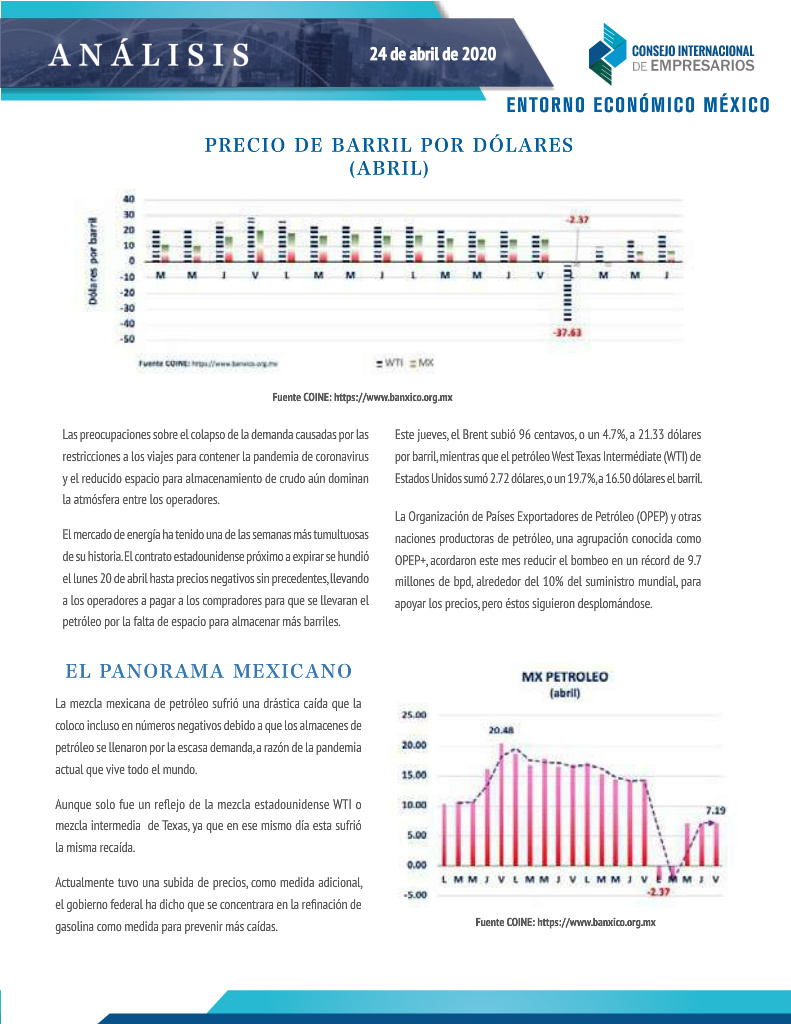 ANÁLISIS
24 de abril de 2020
CONSEJO INTERNACIONAL
DE EMPRESARIOS
ENTORNO ECONÓMICO MÉXICO
PRECIO DE BARRIL POR DÓLARES
(ABRIL)
Dólares por barril
40
30
20
10
0
-10
-20
-30
-40
-50
M M J V L M M J L M M J V L M M J
-2.37
-37.63
Fuente COINE: https://www.banxico.org.mx
WTI MX
Fuente COINE: https://www.banxico.org.mx
Las preocupaciones sobre el colapso de la demanda causadas por las
restricciones a los viajes para contener la pandemia de coronavirus
y el reducido espacio para almacenamiento de crudo aún dominan
la atmósfera entre los operadores.
El mercado de energía ha tenido una de las semanas más tumultuosas
de su historia. El contrato estadounidense próximo a expirar se hundió
el lunes 20 de abril hasta precios negativos sin precedentes, llevando
a los operadores a pagar a los compradores para que se llevaran el
petróleo por la falta de espacio para almacenar más barriles.
Este jueves, el Brent subió 96 centavos, o un 4.7%, a 21.33 dólares
por barril, mientras que el petróleo West Texas Intermédiate (WTI) de
Estados Unidos sumó 2.72 dólares, o un 19.7%, a 16.50 dólares el barril.
La Organización de Países Exportadores de Petróleo (OPEP) y otras
naciones productoras de petróleo, una agrupación conocida como
OPEP+, acordaron este mes reducir el bombeo en un récord de 9.7
millones de bpd, alrededor del 10% del suministro mundial, para
apoyar los precios, pero éstos siguieron desplomándose.
EL PANORAMA MEXICANO
La mezcla mexicana de petróleo sufrió una drástica caída que la
coloco incluso en números negativos debido a que los almacenes de
petróleo se llenaron por la escasa demanda, a razón de la pandemia
actual que vive todo el mundo.
Aunque solo fue un reflejo de la mezcla estadounidense WTI o
mezcla intermedia de Texas, ya que en ese mismo día esta sufrió
la misma recaída.
Actualmente tuvo una subida de precios, como medida adicional,
el gobierno federal ha dicho que se concentrara en la refinación de
gasolina como medida para prevenir más caídas.
MX PETROLEO
(abril)
25.00
20.00
15.00
10.00
5.00
0.00
-5.00
20.48
7.19
L M M J V L M M J V L M M J V L M M J V
-2.37
Fuente COINE: https://www.banxico.org.mx